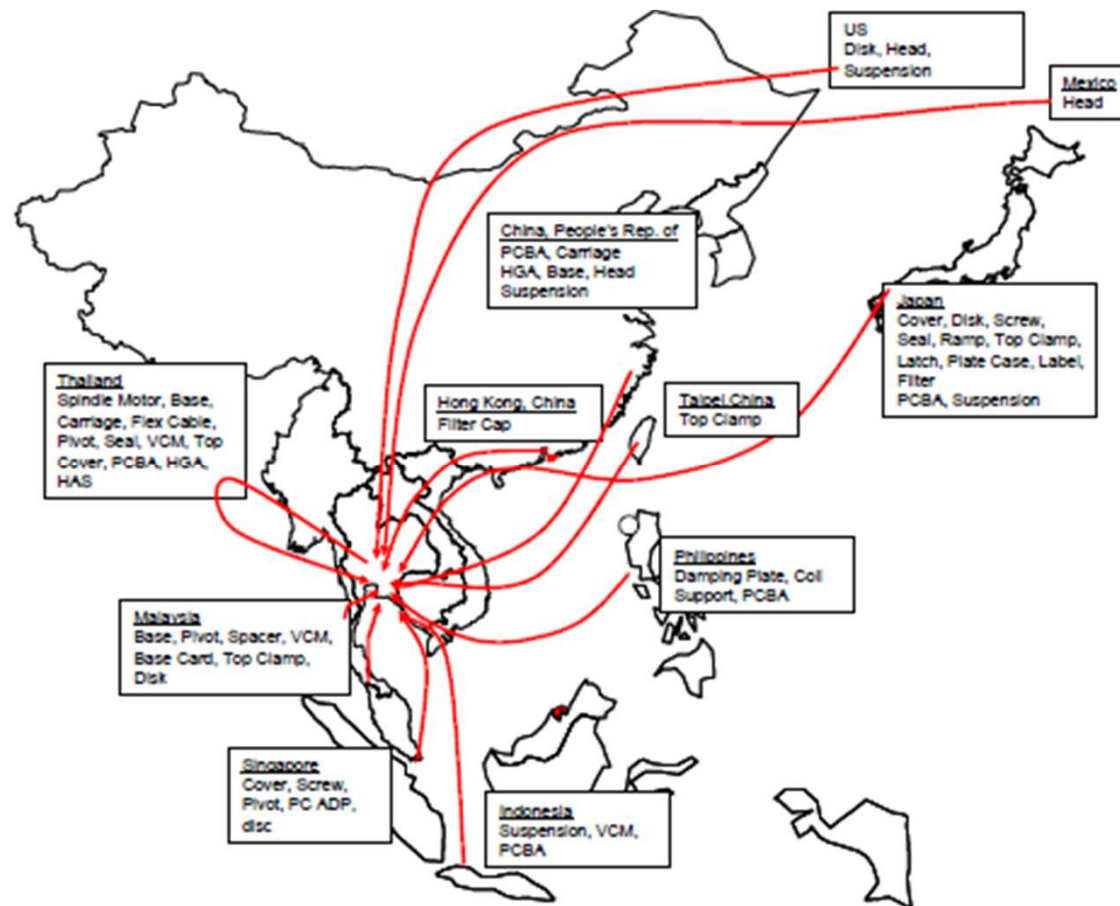 US
Disk, Head,
Suspension
Mexico
Head
China, People's Rep. of
PCBA, Carriage
HGA, Base, Head
Suspension
Japan
Cover, Disk, Screw,
Seal, Ramp, Top Clamp,
Latch, Plate Case, Label,
Filter
PCBA, Suspension
Thailand
Spindle Motor, Base,
Carriage, Flex Cable,
Pivot, Seal, VCM, Top
Cover, PCBA, HGA,
HAS
Hong Kong, China
Filter Cap
Taipei,China
Top Clamp
Philippines
Damping Plate, Coil
Support, PCBA
Malaysia
Base, Pivot, Spacer, VCM,
Base Card, Top Clamp,
Disk
Singapore
Cover, Screw,
Pivot, PC ADP,
disc
Indonesia
Suspension, VCM,
PCBA